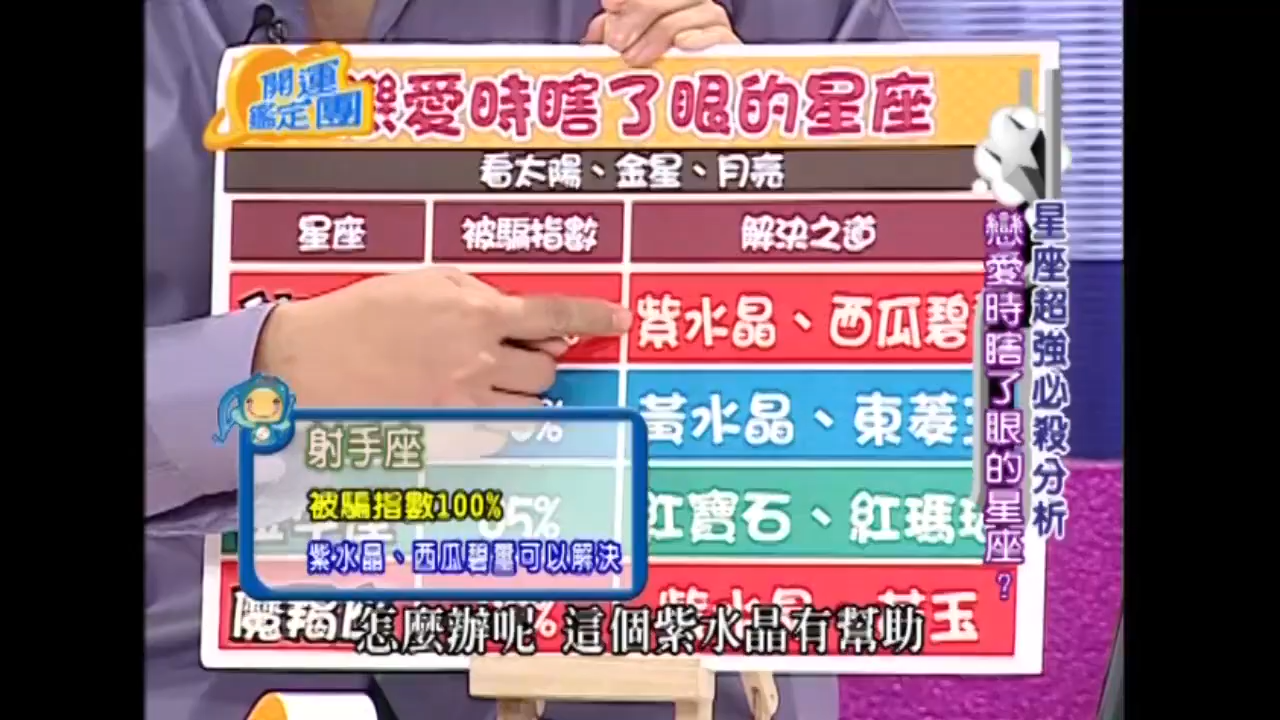 開運
鑑定團
戀愛時瞎了眼的星座
看太陽、金星、月亮
星座 被騙指數 解決之道
紫水晶、西瓜碧
黃水晶、東菱
85%
紅寶石、紅瑪
魔羯
射手座
被騙指數100%
紫水晶、西瓜碧璽可以解決
怎麼辦呢 這個紫水晶有幫助
星座超強必殺分析
戀愛時瞎了眼的星座?